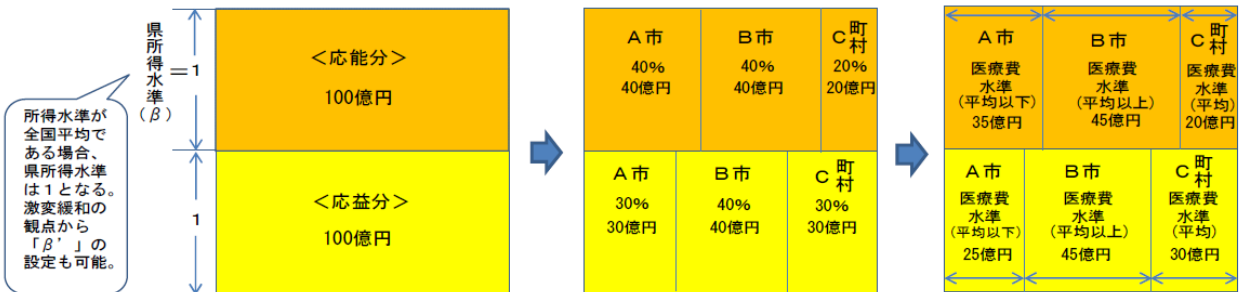 県所得水準（β）
＝1
所得水準が
全国平均で
ある場合、
県所得水準
は１となる。
激変緩和の
観点から
「β’」の
設定も可能。
1
＜応能分＞
100億円
＜応益分＞
100億円
A市
40%
40億円
B市
40%
40億円
C町村
20%
20億円
A市
30%
30億円
B市
40%
40億円
C町村
30%
30億円
A市
医療費
水準
(平均以下)
35億円
B市
医療費
水準
(平均以上)
45億円
C町村
医療費
水準
(平均)
20億円
A市
医療費
水準
(平均以下)
25億円
B市
医療費
水準
(平均以上)
45億円
C町村
医療費
水準
(平均)
30億円